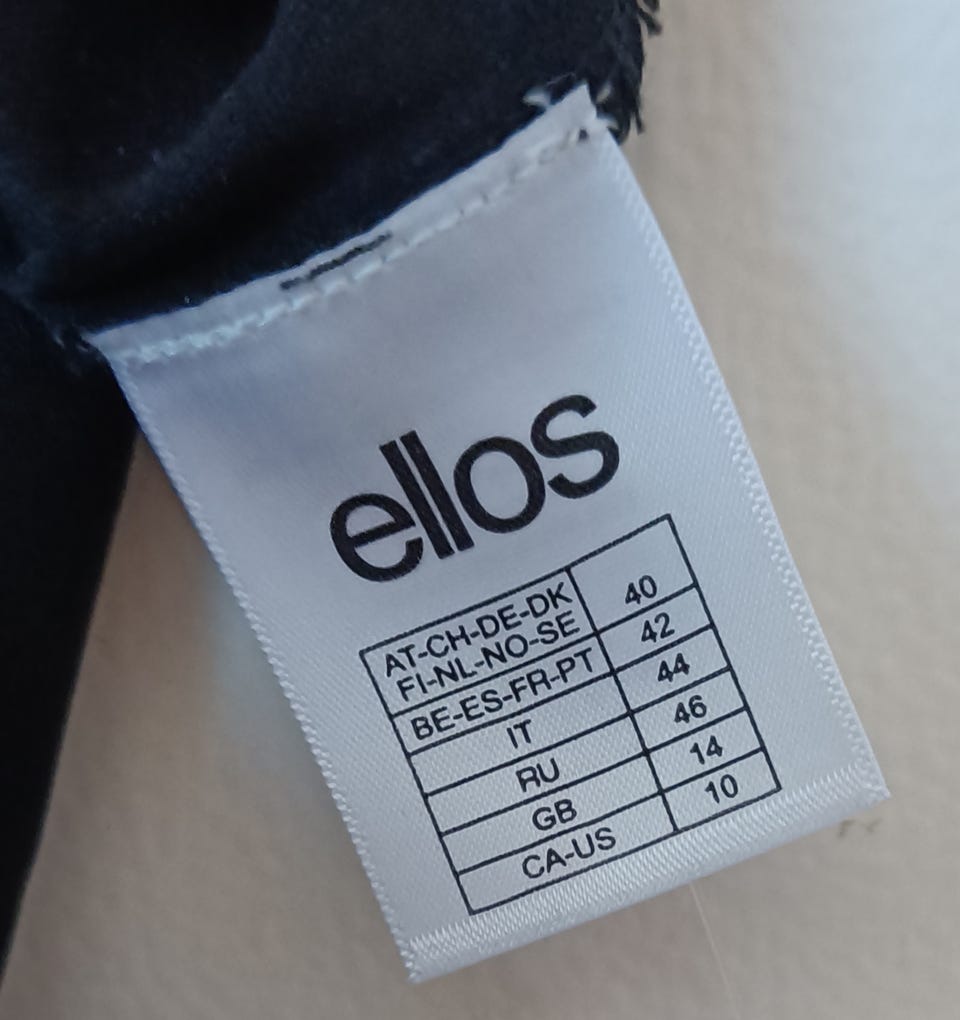 ellos
AT-CH-DE-DK
FI-NL-NO-SE 40
BE-ES-FR-PT 42
IT 44
RU 46
GB 14
CA-US 10